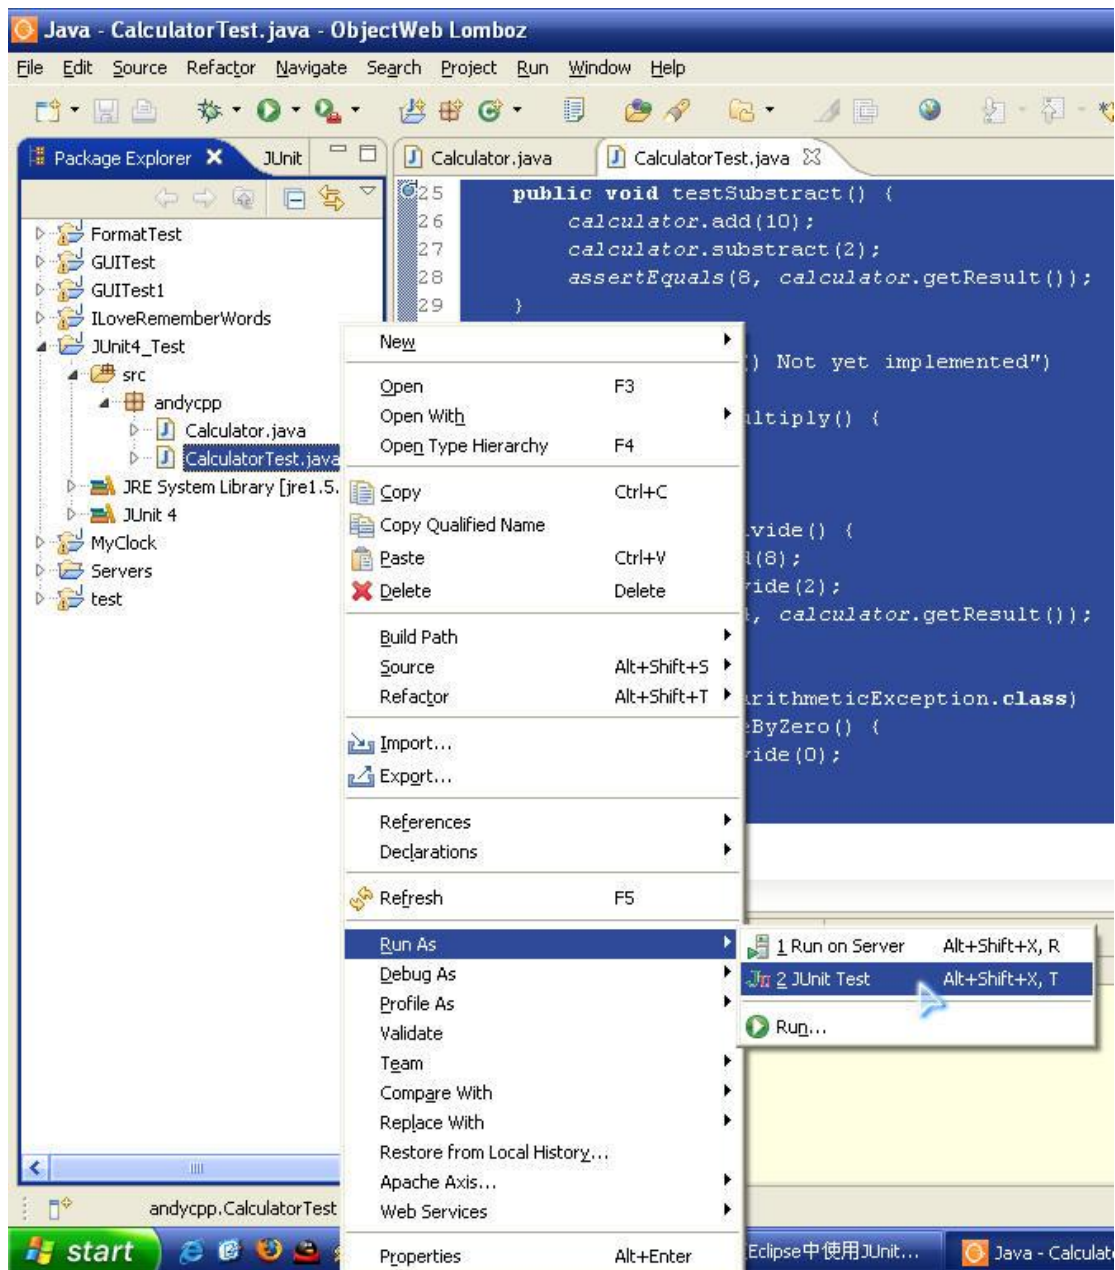 Java - CalculatorTest.java - ObjectWeb Lomboz
File Edit Source Refactor Navigate Search Project Run Window Help
Package Explorer JUnit
Calculator.java CalculatorTest.java
FormatTest
GUITest
GUITest1
ILoveRememberWords
JUnit4_Test
src
andycpp
Calculator.java
CalculatorTest.java
JRE System Library [jre1.5.
JUnit 4
MyClock
Servers
test
25 public void testSubstract() {
26 calculator.add(10);
27 calculator.substract(2);
28 assertEquals(8, calculator.getResult());
29 }
) Not yet implemented")
ultiply() {
vide() {
d(8);
vide(2);
, calculator.getResult());
rithmeticException.class)
eByZero() {
vide(0);
New
Open F3
Open With
Open Type Hierarchy F4
Copy Ctrl+C
Copy Qualified Name
Paste Ctrl+V
Delete Delete
Build Path
Source Alt+Shift+S
Refactor Alt+Shift+T
Import...
Export...
References
Declarations
Refresh F5
Run As
Debug As
Profile As
Validate
Team
Compare With
Replace With
Restore from Local History...
Apache Axis...
Web Services
Properties Alt+Enter
1 Run on Server Alt+Shift+X, R
2 JUnit Test Alt+Shift+X, T
Run...
andycpp.CalculatorTest
start
Eclipse中使用JUnit...
Java - Calculat